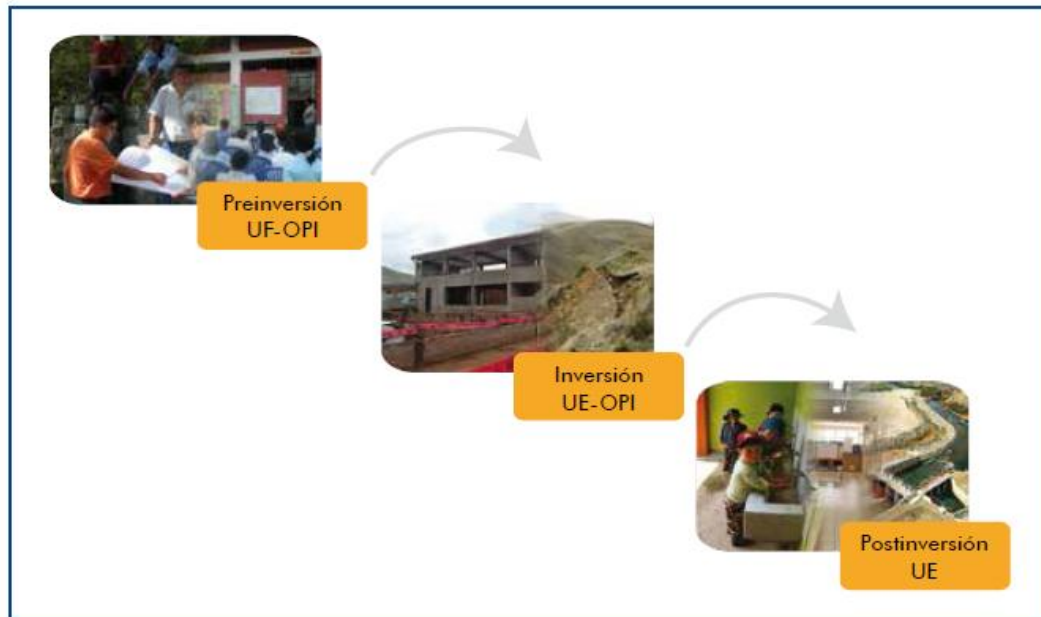 Preinversión
UF-OPI
Inversión
UE-OPI
Postinversión
UE